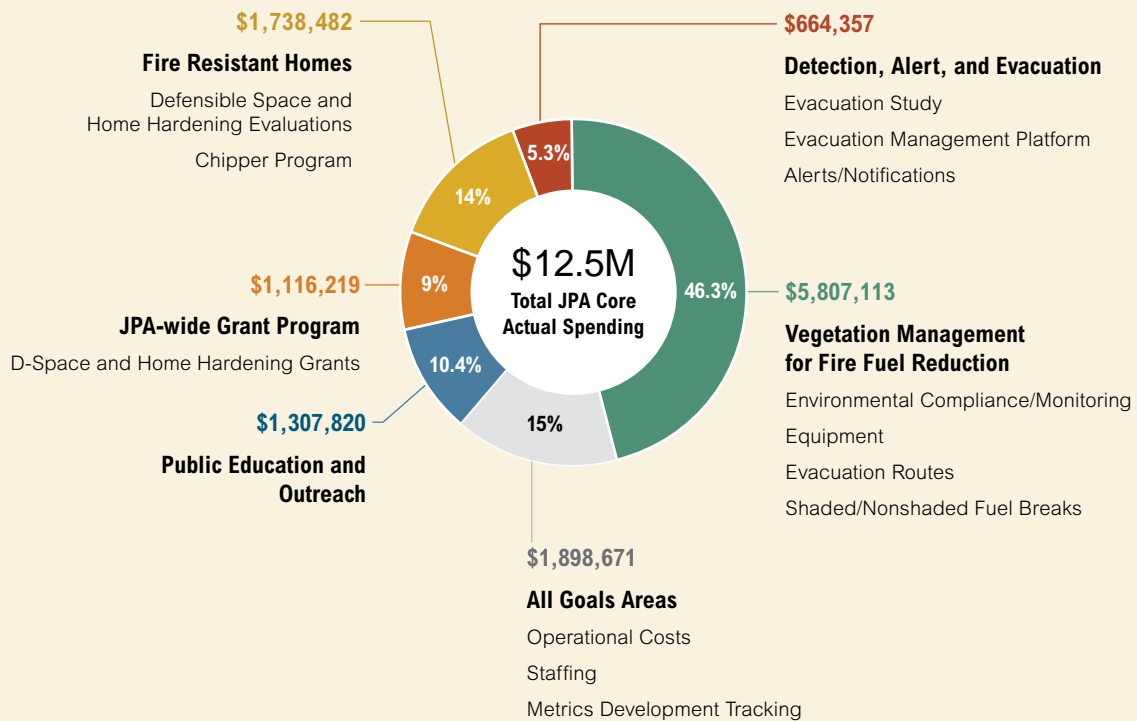 $1,738,482
Fire Resistant Homes
Defensible Space and
Home Hardening Evaluations
Chipper Program
$664,357
Detection, Alert, and Evacuation
Evacuation Study
Evacuation Management Platform
Alerts/Notifications
5.3%
14%
9%
10.4%
15%
46.3%
$12.5M
Total JPA Core
Actual Spending
$1,116,219
JPA-wide Grant Program
D-Space and Home Hardening Grants
$1,307,820
Public Education and
Outreach
$5,807,113
Vegetation Management
for Fire Fuel Reduction
Environmental Compliance/Monitoring
Equipment
Evacuation Routes
Shaded/Nonshaded Fuel Breaks
$1,898,671
All Goals Areas
Operational Costs
Staffing
Metrics Development Tracking